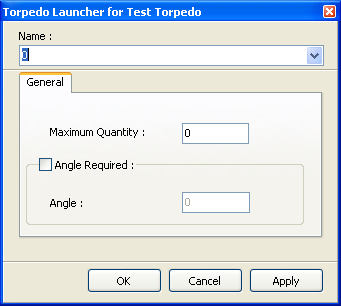 Torpedo Launcher for Test Torpedo
Name :
0
General
Maximum Quantity :
0
Angle Required :
Angle :
0
OK
Cancel
Apply